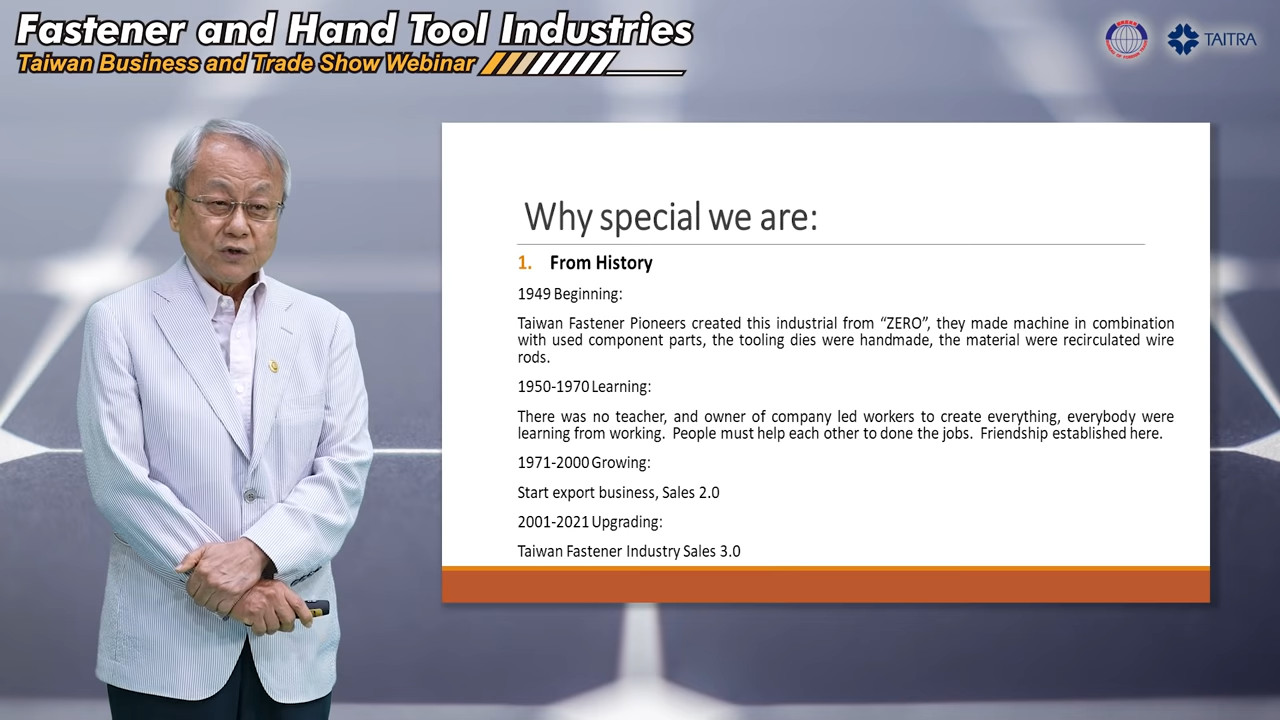 Fastener and Hand Tool Industries
Taiwan Business and Trade Show Webinar
TAITRA
Why special we are:
1. From History
1949 Beginning:
Taiwan Fastener Pioneers created this industrial from “ZERO”, they made machine in combination
with used component parts, the tooling dies were handmade, the material were recirculated wire
rods.
1950-1970 Learning:
There was no teacher, and owner of company led workers to create everything, everybody were
learning from working. People must help each other to done the jobs. Friendship established here.
1971-2000 Growing:
Start export business, Sales 2.0
2001-2021 Upgrading:
Taiwan Fastener Industry Sales 3.0